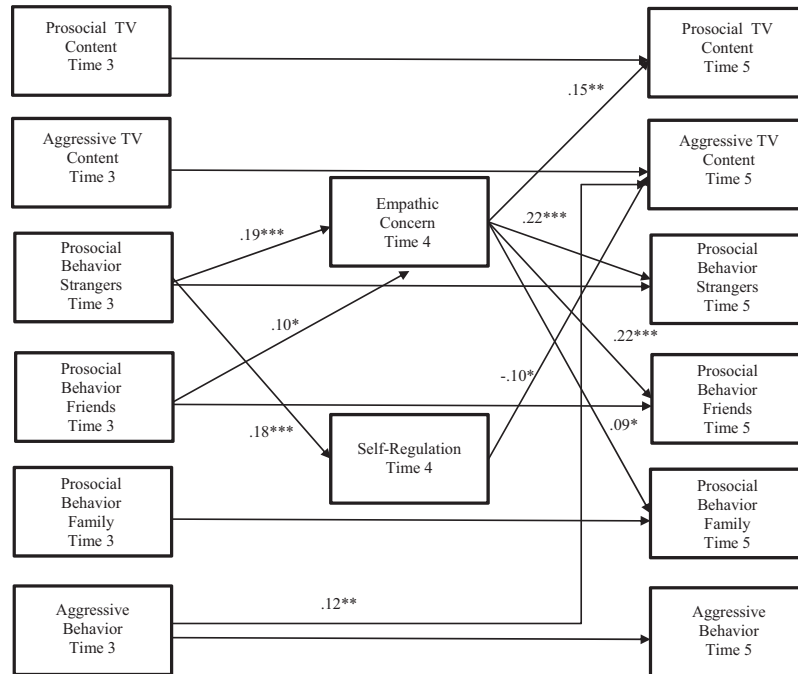 Prosocial TV
Content
Time 3
Prosocial TV
Content
Time 5
.15**
Aggressive TV
Content
Time 3
Aggressive TV
Content
Time 5
Empathic
Concern
Time 4
.19***
.22***
Prosocial
Behavior
Strangers
Time 3
Prosocial
Behavior
Strangers
Time 5
.10*
.22***
-.10*
Prosocial
Behavior
Friends
Time 3
Prosocial
Behavior
Friends
Time 5
.18***
.09*
Self-Regulation
Time 4
Prosocial
Behavior
Family
Time 3
Prosocial
Behavior
Family
Time 5
.12**
Aggressive
Behavior
Time 3
Aggressive
Behavior
Time 5